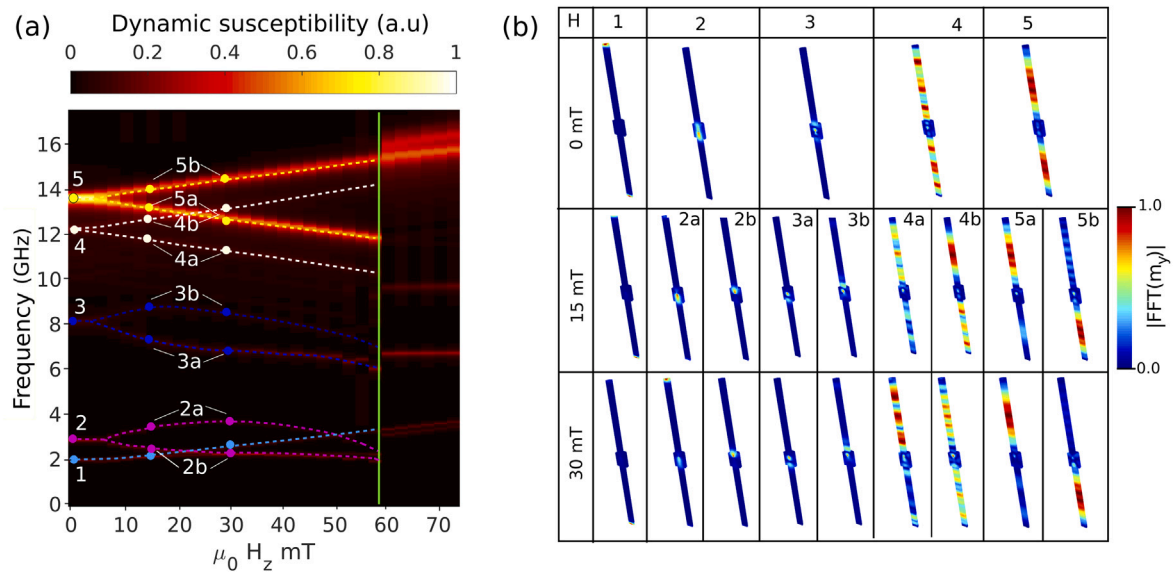 (a)
Dynamic susceptibility (a.u)
0 0.2 0.4 0.6 0.8 1
Frequency (GHz)
16
14
12
10
8
6
4
2
0
5
5b
5a
4b
4
4a
3b
3
3a
2a
2
2b
1
0 10 20 30 40 50 60 70
μ0 Hz mT
(b)
H 1 2 3 4 5
0 mT
15 mT
2a 2b 3a 3b 4a 4b 5a 5b
30 mT
1.0
|FFT(my)|
0.0